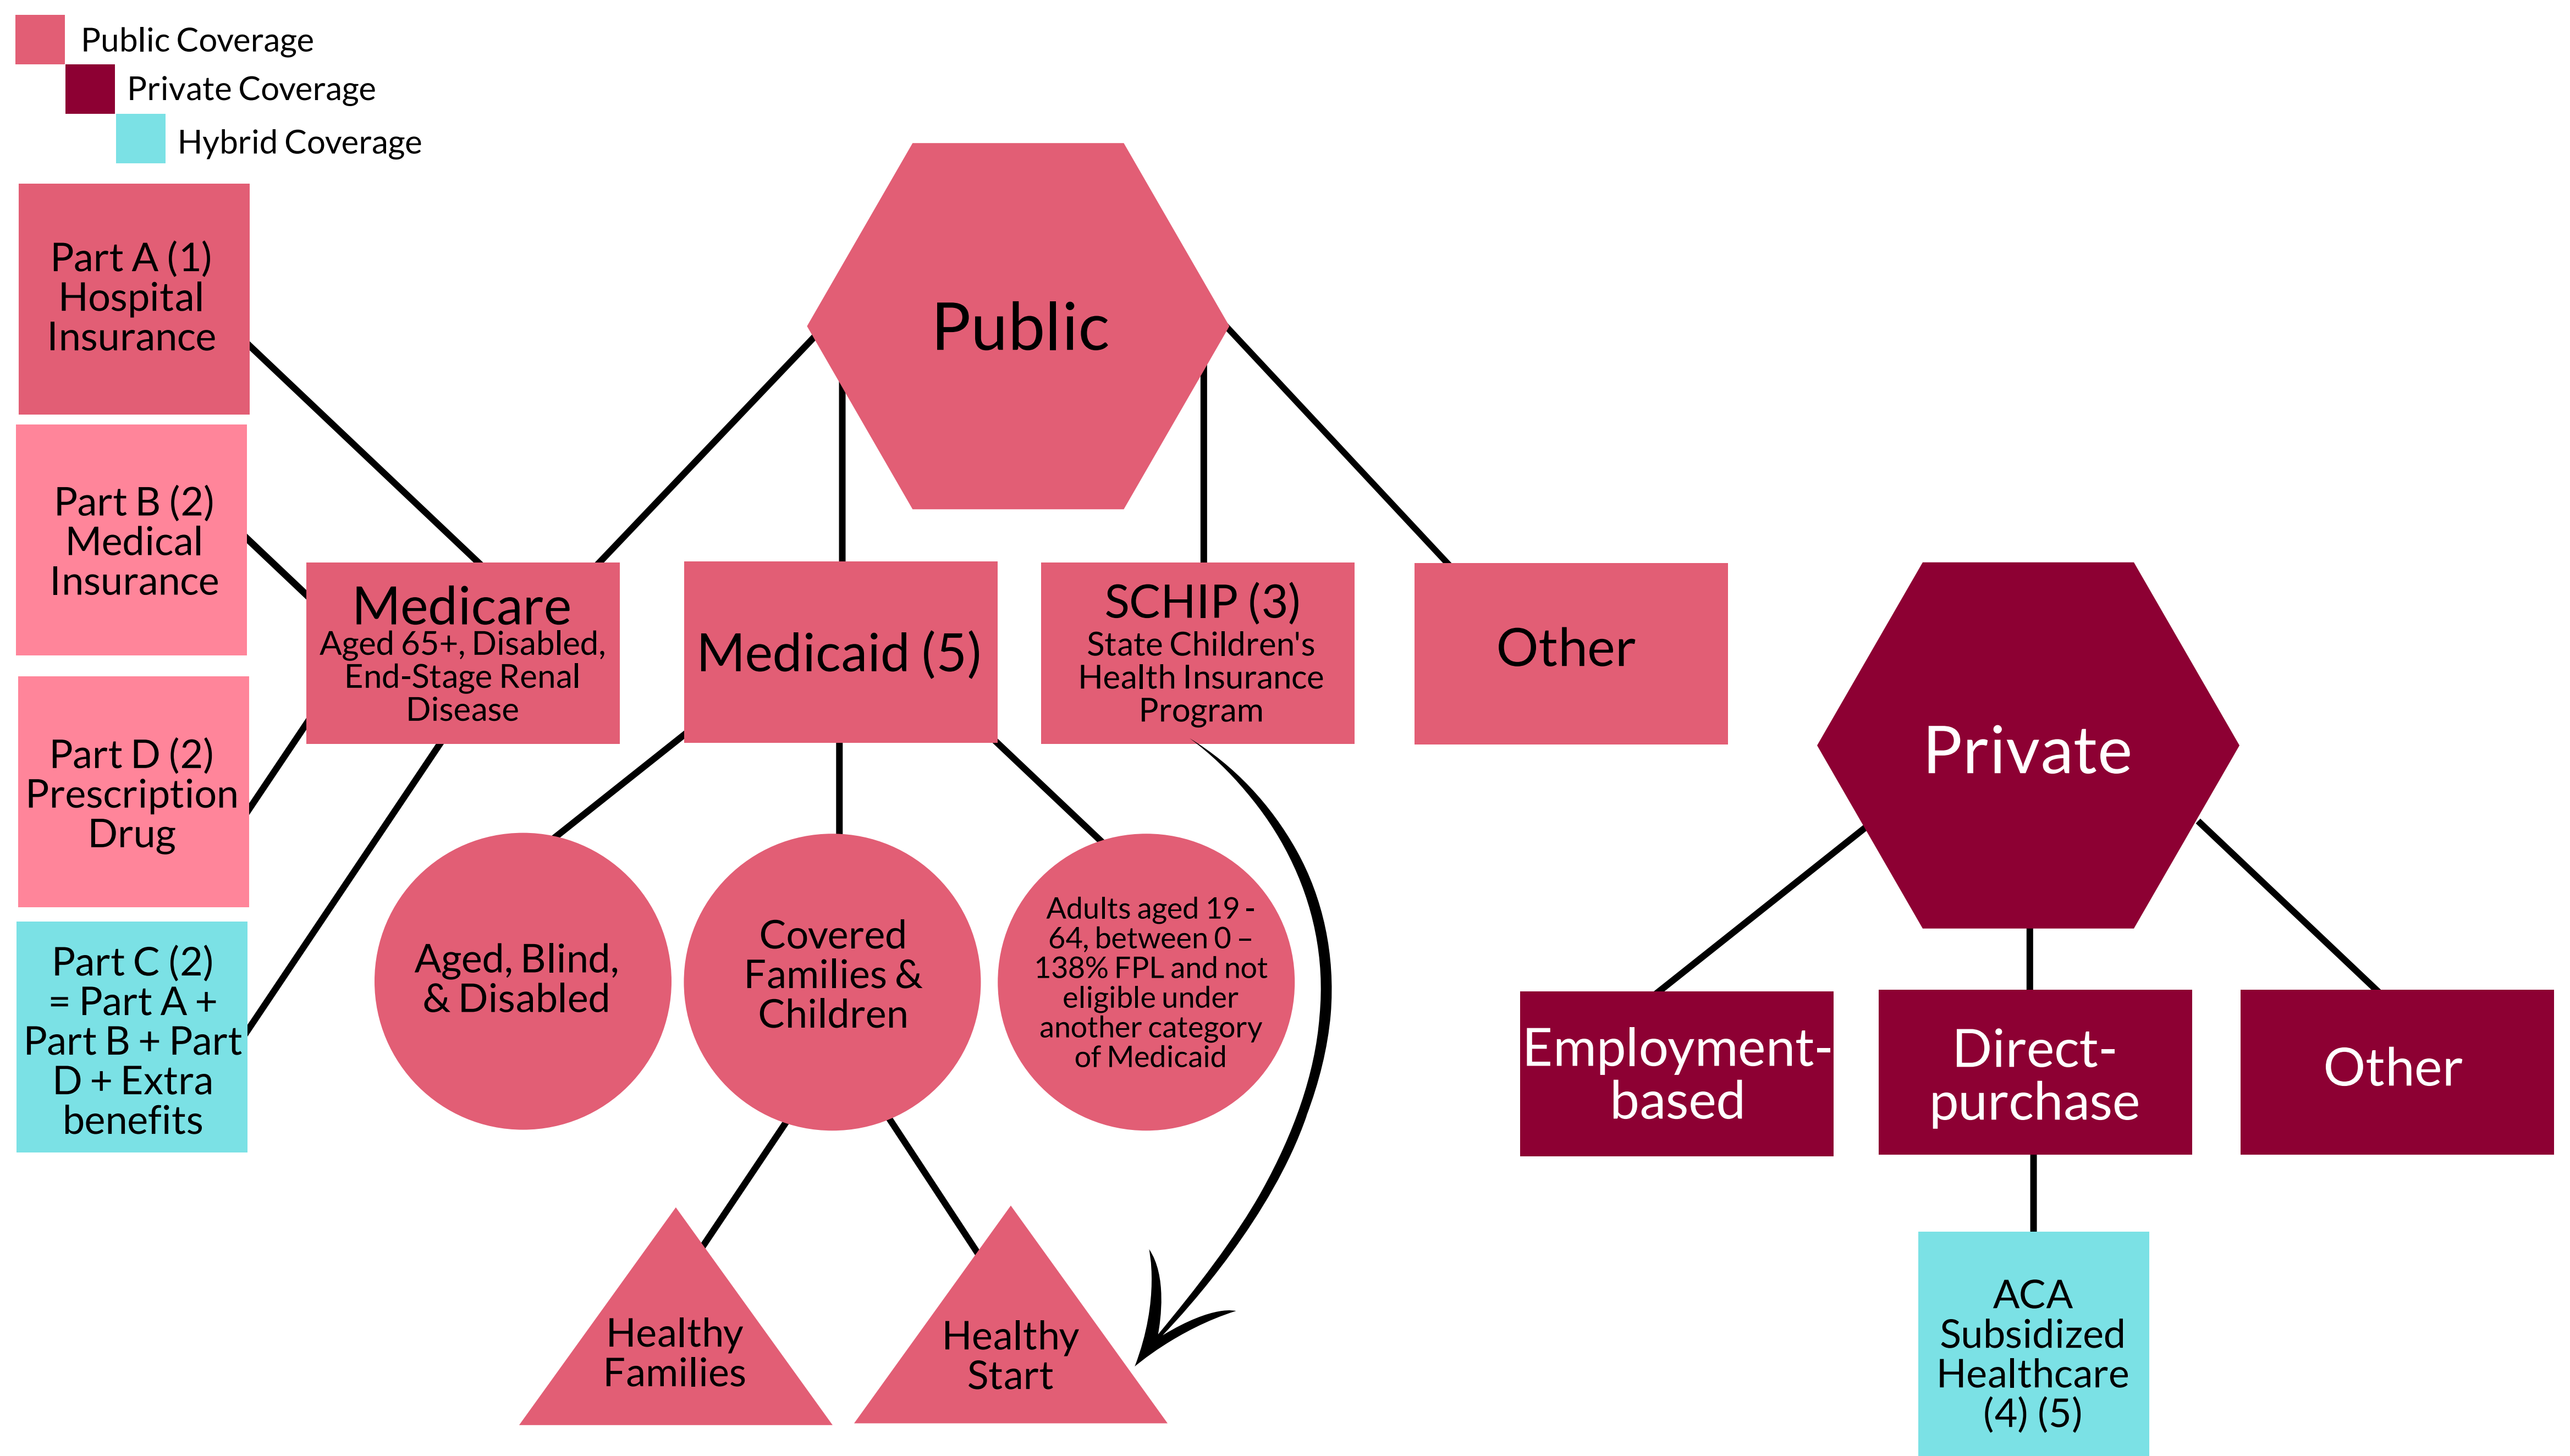 Public Coverage
Private Coverage
Hybrid Coverage
Part A (1)
Hospital
Insurance
Part B (2)
Medical
Insurance
Part D (2)
Prescription
Drug
Part C (2)
= Part A +
Part B + Part
D + Extra
benefits
Public
Medicare
Aged 65+, Disabled,
End-Stage Renal
Disease
Medicaid (5)
SCHIP (3)
State Children's
Health Insurance
Program
Other
Aged, Blind,
& Disabled
Covered
Families &
Children
Adults aged 19 -
64, between 0 –
138% FPL and not
eligible under
another category
of Medicaid
Healthy
Families
Healthy
Start
Private
Employment-
based
Direct-
purchase
Other
ACA
Subsidized
Healthcare
(4) (5)